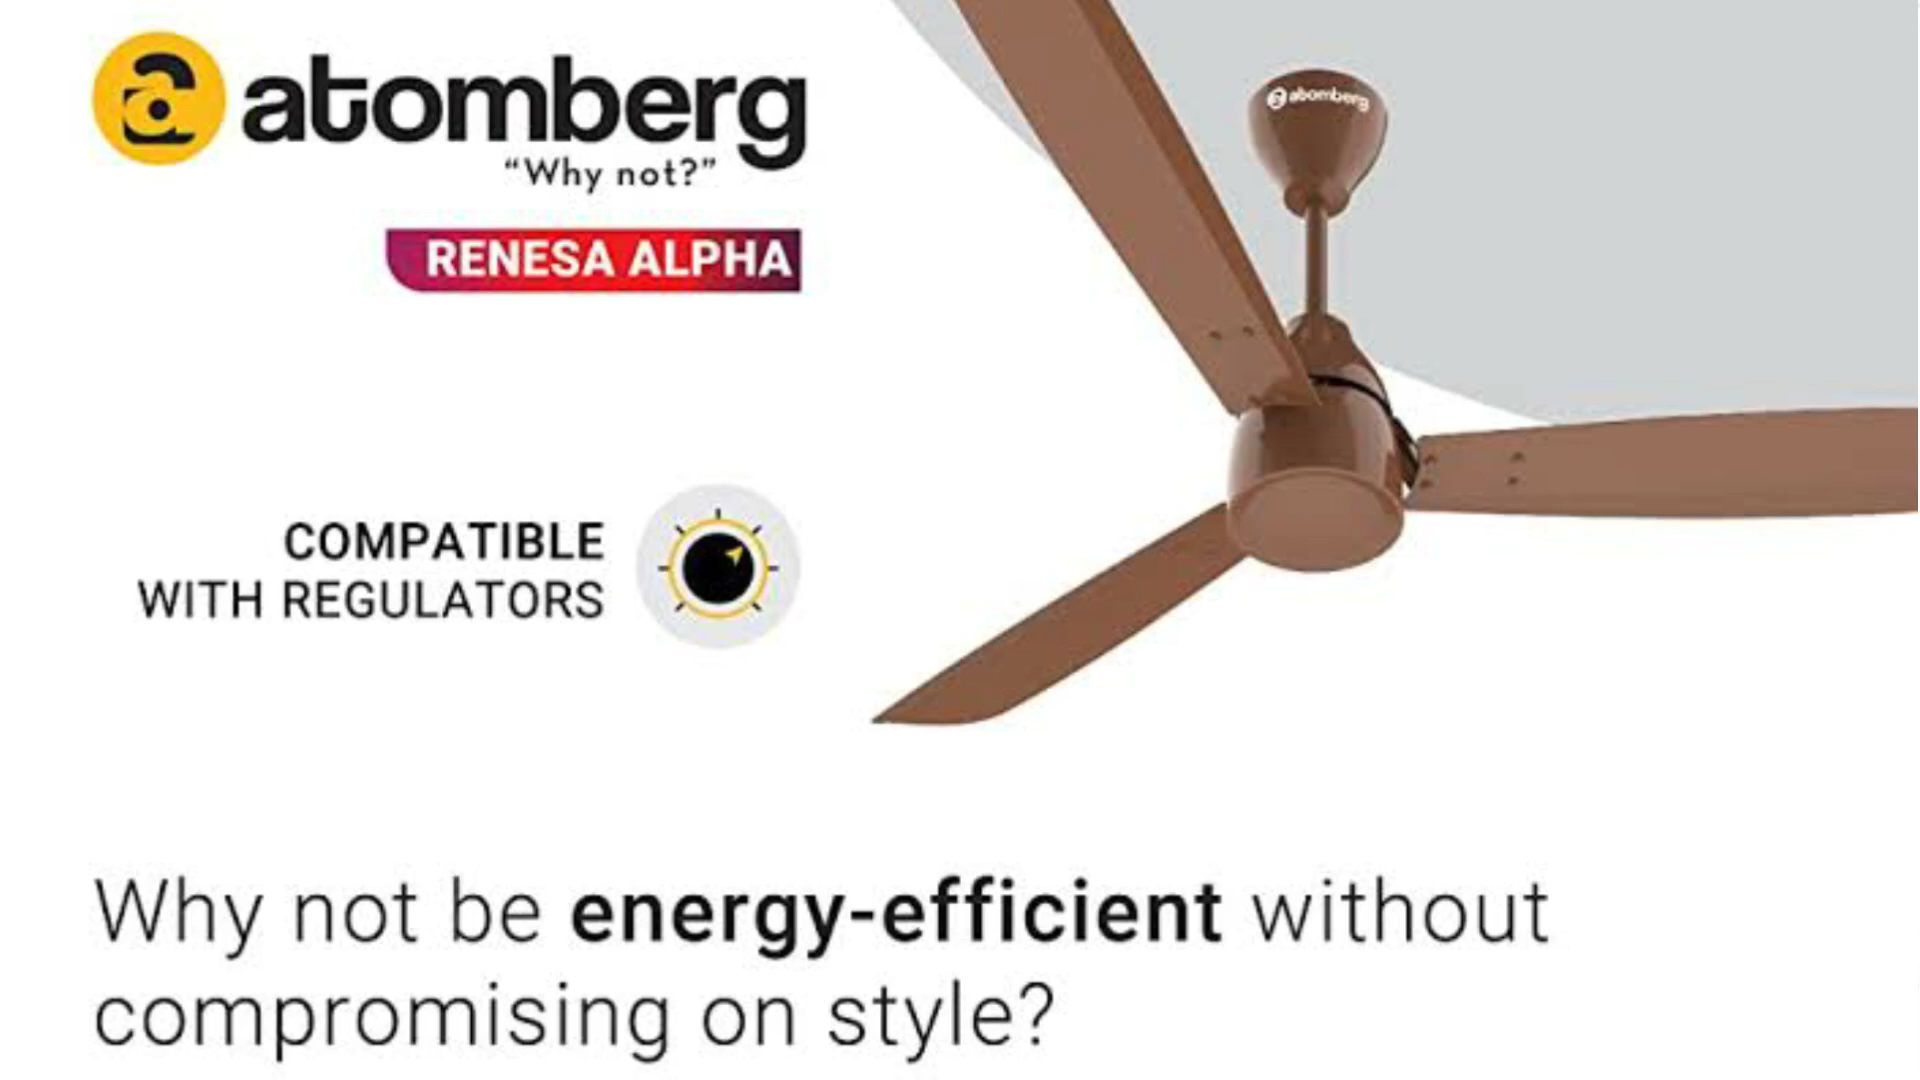 atomberg
“Why not?”
RENESA ALPHA
atomberg
COMPATIBLE
WITH REGULATORS
Why not be energy-efficient without
compromising on style?